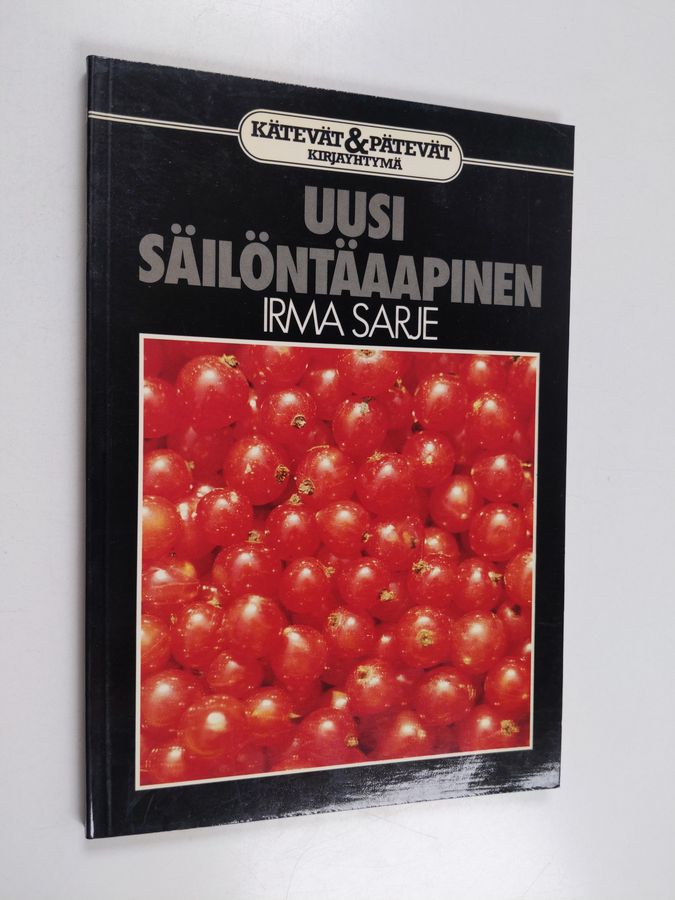 KÄTEVÄT & PÄTEVÄT
KIRJAYHTYMÄ
UUSI
SÄILÖNTÄAAPINEN
IRMA SARJE